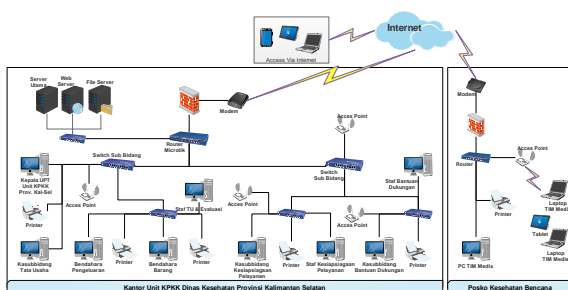 Internet
Access Via Internet
Server
Utama
Web
Server
File Server
Modem
Router
Microtik
Acces Point
Switch Sub Bidang
Switch
Sub Bidang
Kepala UPT
Unit KPKK
Prov. Kal-Sel
Acces Point
Printer
Staf TU & Evaluasi
Printer
Acces Point
Printer
Acces Point
Staf Bantuan
Dukungan
Kasubbidang
Tata Usaha
Bendahara
Pengeluaran
Printer
Bendahara
Barang
Printer
Kasubbidang
Kesiapsiagaan
Pelayanan
Staf Kesiapsiagaan
Pelayanan
Printer
Kasubbidang
Bantuan Dukungan
Printer
Kantor Unit KPKK Dinas Kesehatan Provinsi Kalimantan Selatan
Modem
Router
Acces Point
Printer
Laptop
TIM Media
Tablet
PC TIM Media
Laptop
TIM Media
Posko Kesehatan Bencana